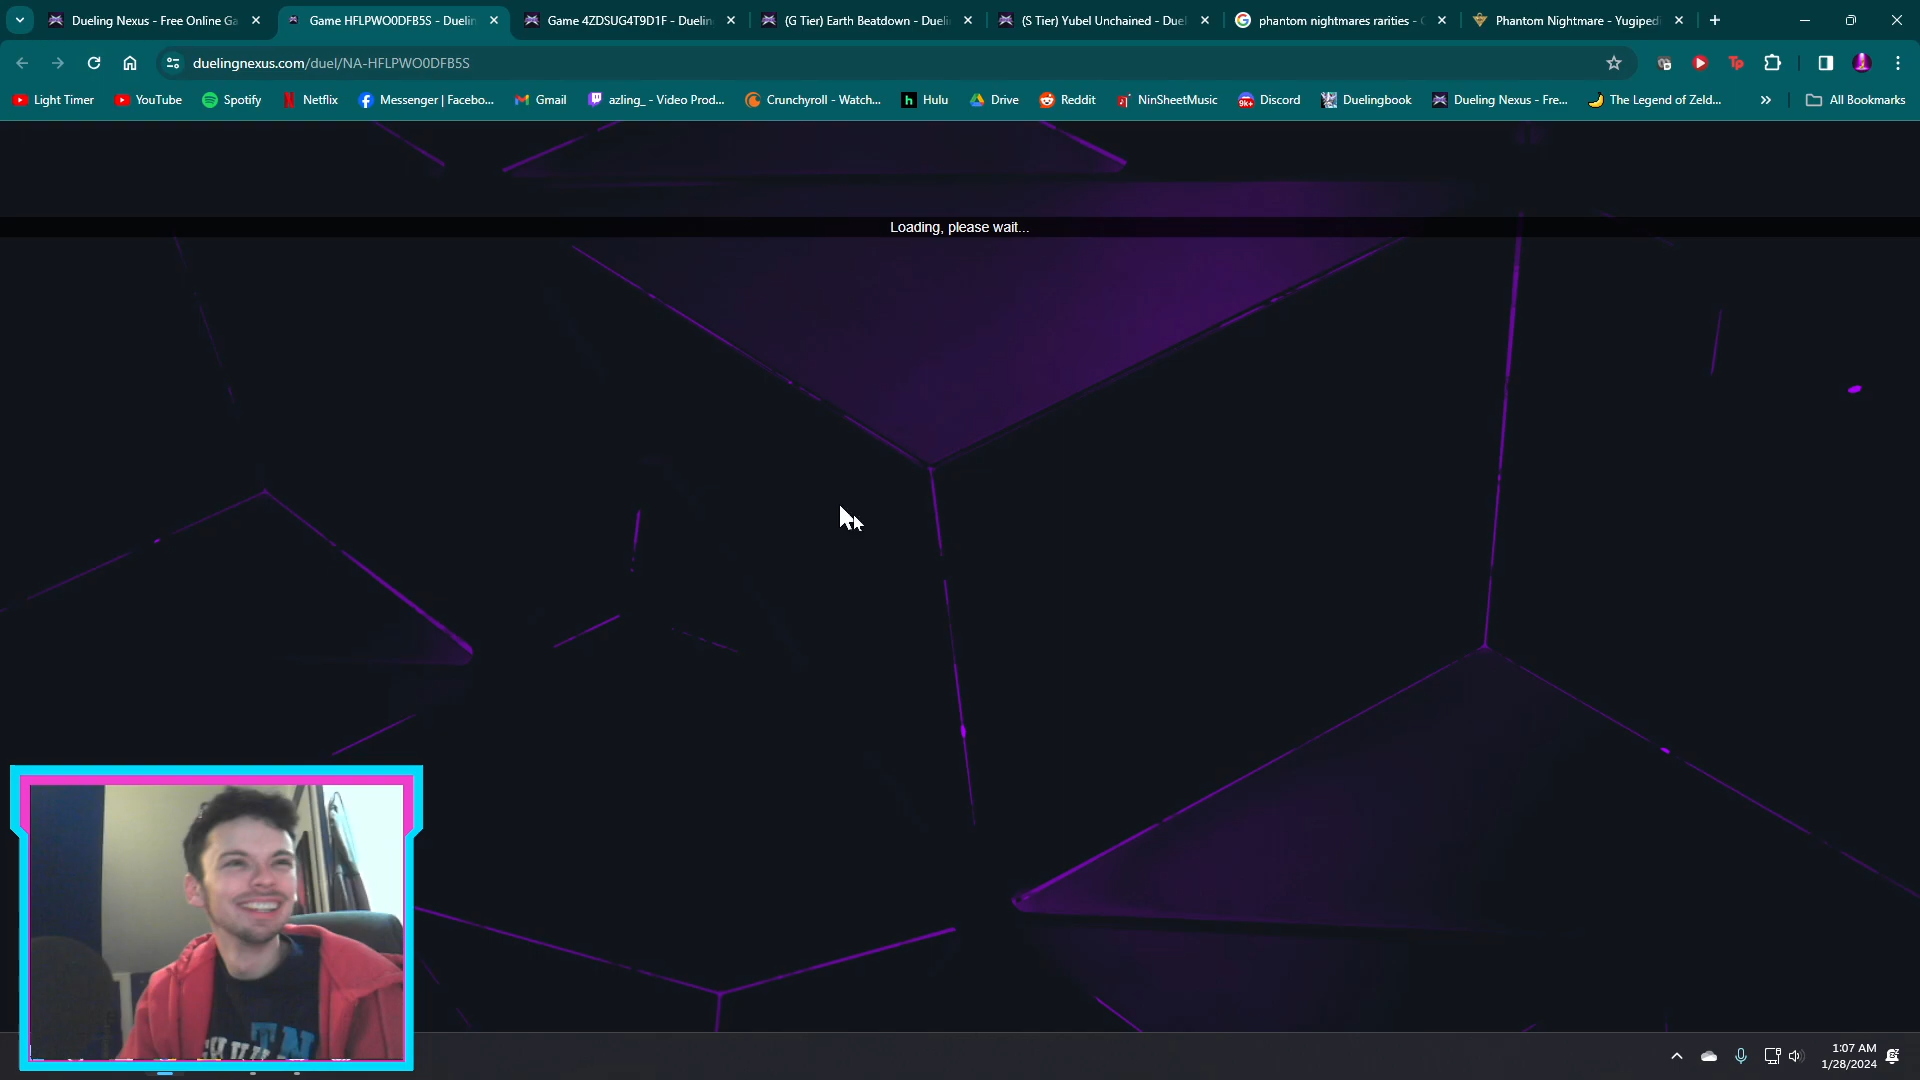 Dueling Nexus - Free Online Ga
Game HFLPWO0DFB5S - Duelin
Game 4ZDSUG4T9D1F - Duelin
(G Tier) Earth Beatdown - Dueli
(S Tier) Yubel Unchained - Duel
phantom nightmares rarities - G
Phantom Nightmare - Yugipedi
duelingnexus.com/duel/NA-HFLPWO0DFB5S
Light Timer
YouTube
Spotify
Netflix
Messenger | Facebo...
Gmail
azling_ - Video Prod...
Crunchyroll - Watch...
Hulu
Drive
Reddit
NinSheetMusic
Discord
Duelingbook
Dueling Nexus - Fre...
The Legend of Zeld...
All Bookmarks
Loading, please wait...
1:07 AM
1/28/2024